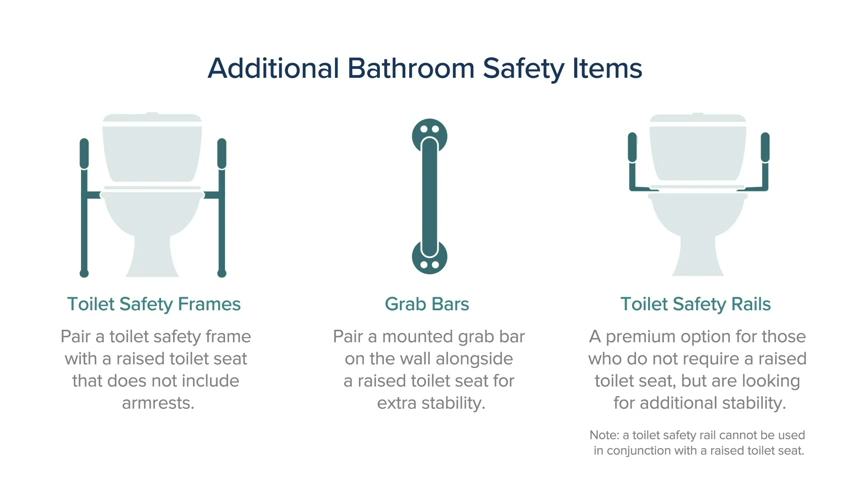 Additional Bathroom Safety Items
Toilet Safety Frames
Pair a toilet safety frame
with a raised toilet seat
that does not include
armrests.
Grab Bars
Pair a mounted grab bar
on the wall alongside
a raised toilet seat for
extra stability.
Toilet Safety Rails
A premium option for those
who do not require a raised
toilet seat, but are looking
for additional stability.
Note: a toilet safety rail cannot be used
in conjunction with a raised toilet seat.